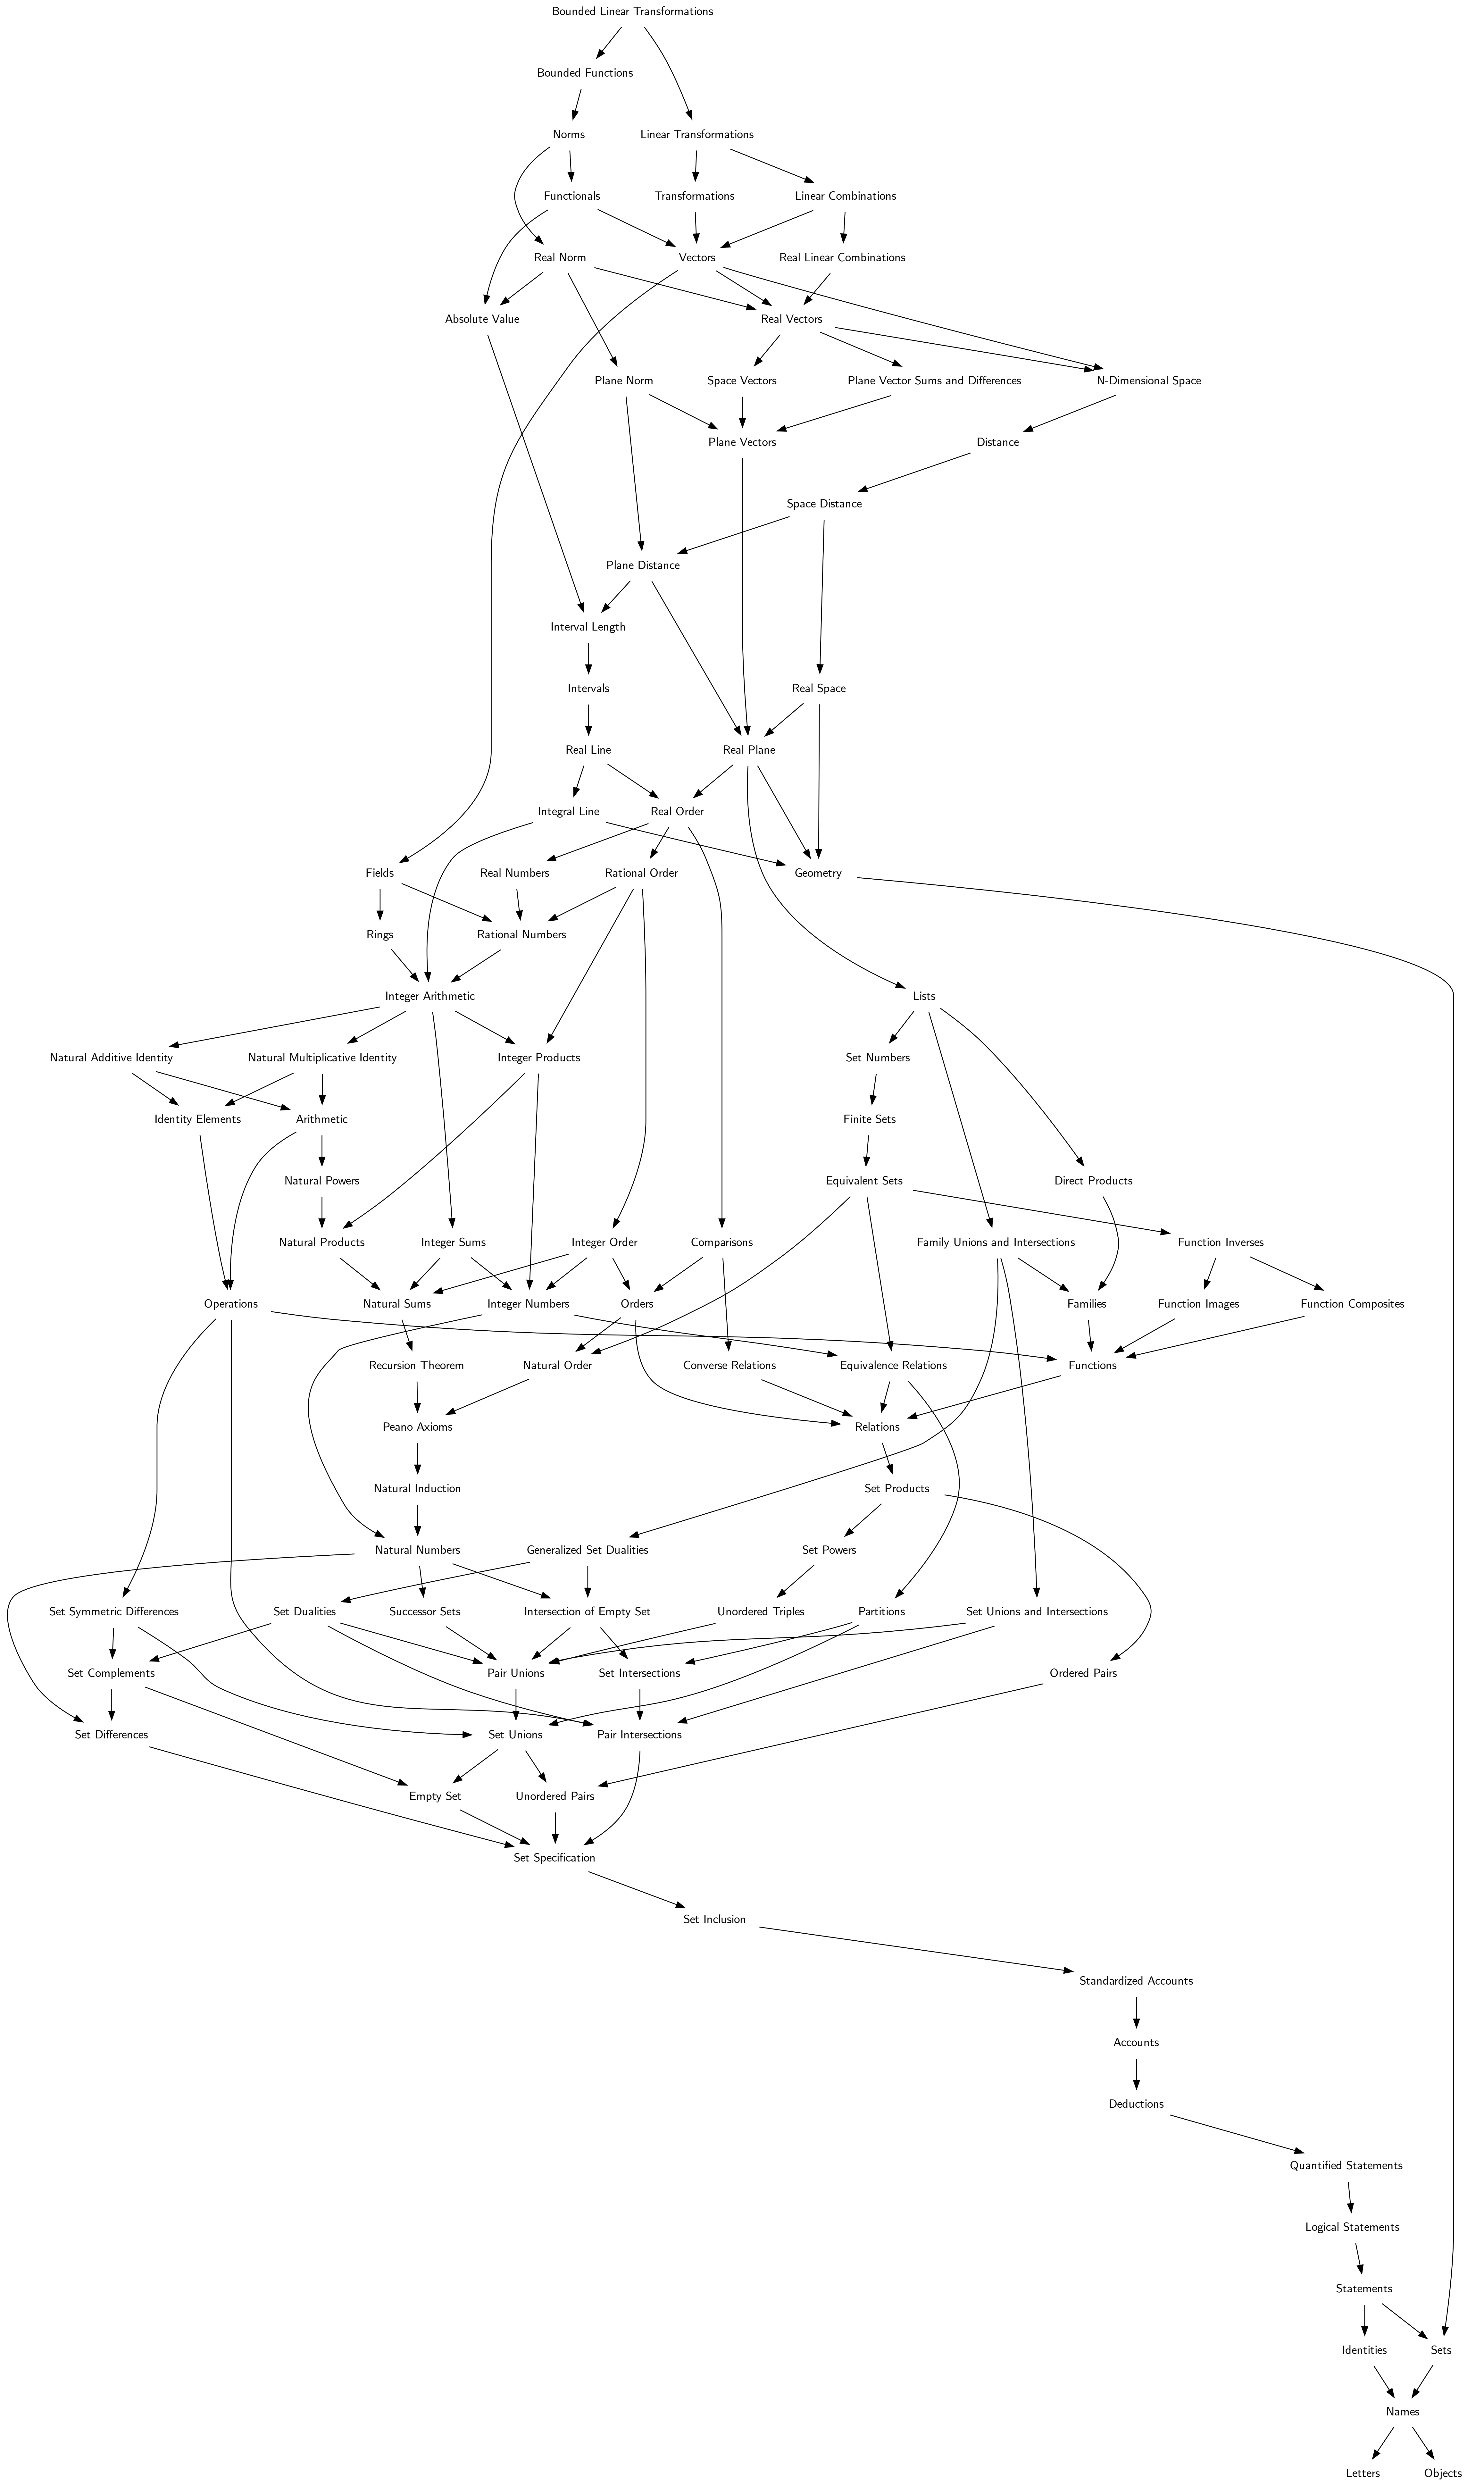 Bounded Linear Transformations
Bounded Functions
Norms
Linear Transformations
Functionals
Transformations
Linear Combinations
Real Norm
Vectors
Real Linear Combinations
Absolute Value
Real Vectors
Plane Norm
Space Vectors
Plane Vector Sums and Differences
N-Dimensional Space
Plane Vectors
Distance
Space Distance
Plane Distance
Interval Length
Intervals
Real Space
Real Line
Real Plane
Integral Line
Real Order
Fields
Real Numbers
Rational Order
Geometry
Rings
Rational Numbers
Integer Arithmetic
Lists
Natural Additive Identity
Natural Multiplicative Identity
Integer Products
Set Numbers
Identity Elements
Arithmetic
Finite Sets
Natural Powers
Equivalent Sets
Direct Products
Natural Products
Integer Sums
Integer Order
Comparisons
Family Unions and Intersections
Function Inverses
Operations
Natural Sums
Integer Numbers
Orders
Families
Function Images
Function Composites
Recursion Theorem
Natural Order
Converse Relations
Equivalence Relations
Functions
Peano Axioms
Relations
Natural Induction
Set Products
Natural Numbers
Generalized Set Dualities
Set Powers
Set Symmetric Differences
Set Dualities
Successor Sets
Intersection of Empty Set
Unordered Triples
Partitions
Set Unions and Intersections
Set Complements
Pair Unions
Set Intersections
Ordered Pairs
Set Differences
Set Unions
Pair Intersections
Empty Set
Unordered Pairs
Set Specification
Set Inclusion
Standardized Accounts
Accounts
Deductions
Quantified Statements
Logical Statements
Statements
Identities
Sets
Names
Letters
Objects